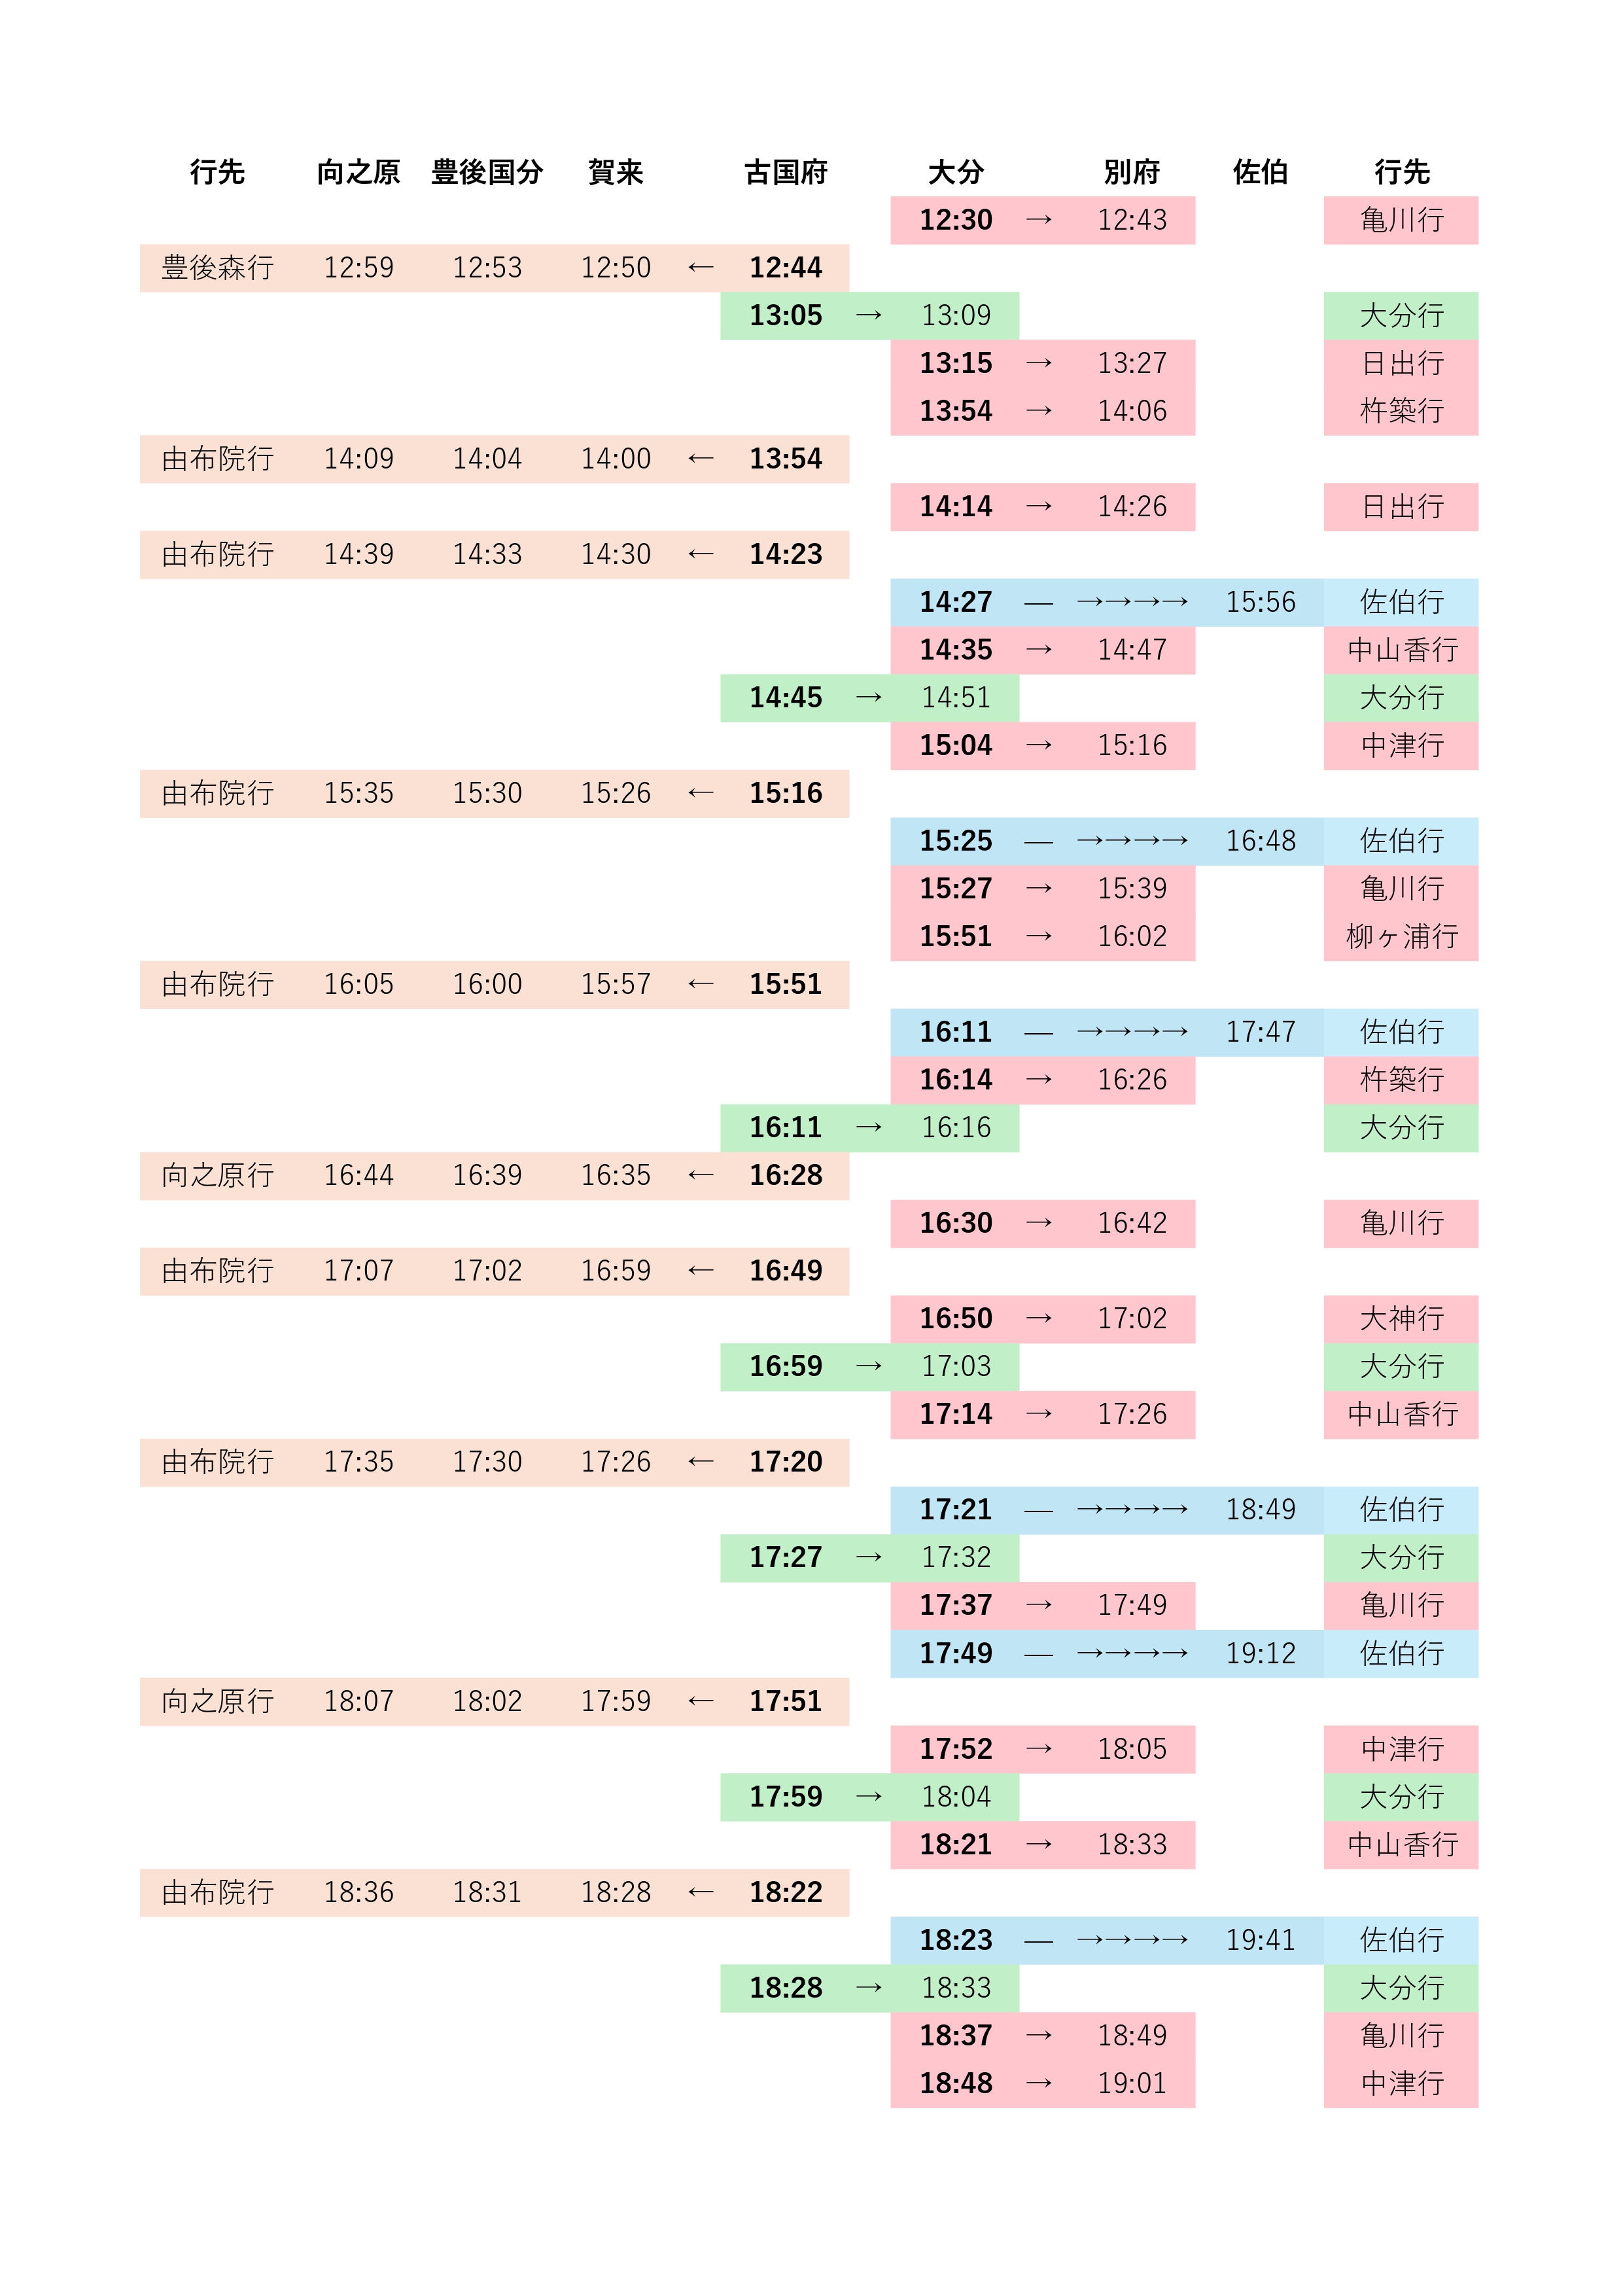 行先 向之原 豊後国分 賀来 古国府 大分 別府 佐伯 行先
12:30 → 12:43 亀川行
豊後森行 12:59 12:53 12:50 ← 12:44
13:05 → 13:09 大分行
13:15 → 13:27 日出行
13:54 → 14:06 杵築行
由布院行 14:09 14:04 14:00 ← 13:54
14:14 → 14:26 日出行
由布院行 14:39 14:33 14:30 ← 14:23
14:27 — →→→→ 15:56 佐伯行
14:35 → 14:47 中山香行
14:45 → 14:51 大分行
15:04 → 15:16 中津行
由布院行 15:35 15:30 15:26 ← 15:16
15:25 — →→→→ 16:48 佐伯行
15:27 → 15:39 亀川行
15:51 → 16:02 柳ヶ浦行
由布院行 16:05 16:00 15:57 ← 15:51
16:11 — →→→→ 17:47 佐伯行
16:14 → 16:26 杵築行
16:11 → 16:16 大分行
向之原行 16:44 16:39 16:35 ← 16:28
16:30 → 16:42 亀川行
由布院行 17:07 17:02 16:59 ← 16:49
16:50 → 17:02 大神行
16:59 → 17:03 大分行
17:14 → 17:26 中山香行
由布院行 17:35 17:30 17:26 ← 17:20
17:21 — →→→→ 18:49 佐伯行
17:27 → 17:32 大分行
17:37 → 17:49 亀川行
17:49 — →→→→ 19:12 佐伯行
向之原行 18:07 18:02 17:59 ← 17:51
17:52 → 18:05 中津行
17:59 → 18:04 大分行
18:21 → 18:33 中山香行
由布院行 18:36 18:31 18:28 ← 18:22
18:23 — →→→→ 19:41 佐伯行
18:28 → 18:33 大分行
18:37 → 18:49 亀川行
18:48 → 19:01 中津行